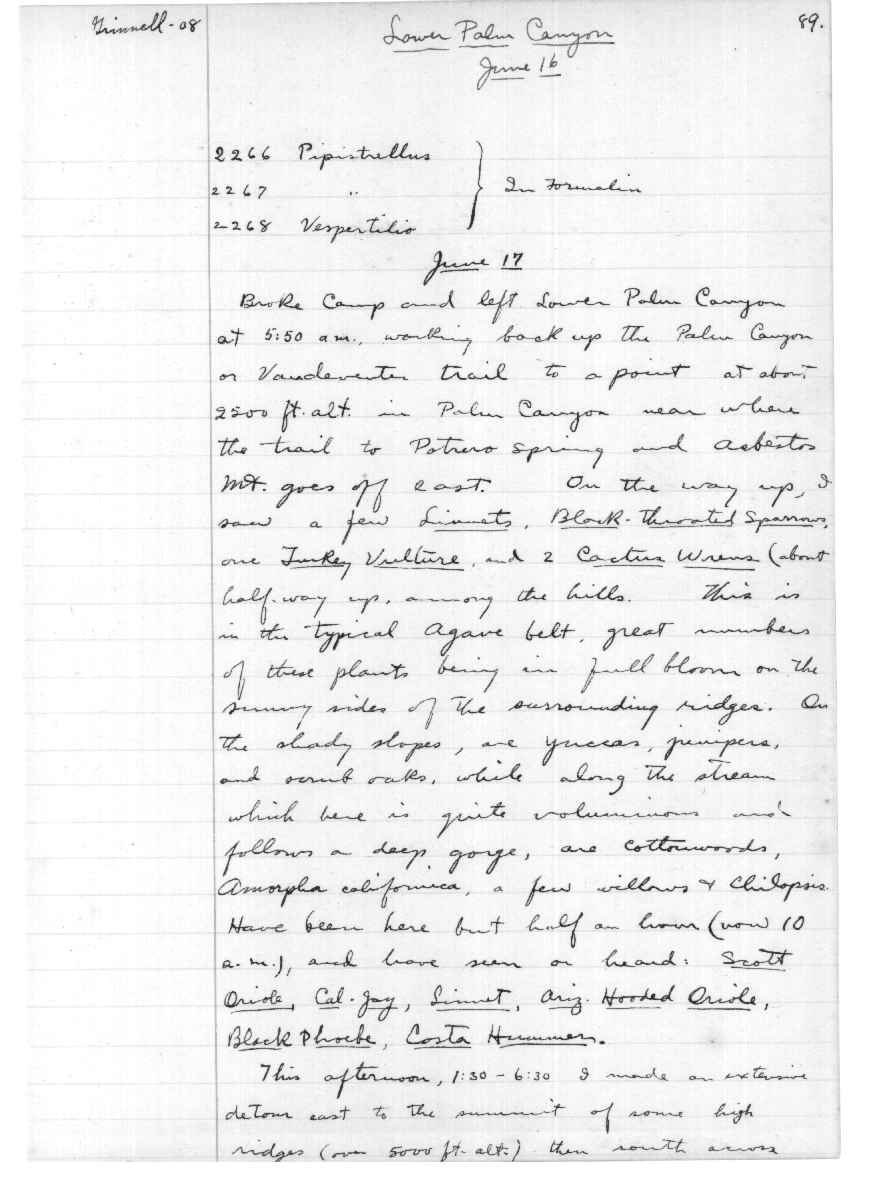 Grinnell-08
Lower Palm Canyon
89.
June 16
2266 Pipistrellus
2267 "
2268 Vespertilio
} In Formalin
June 17
Broke Camp and left Lower Palm Canyon
at 5:50 a.m., working back up the Palm Canyon
or Vandeventer trail to a point at about
2500 ft. alt. in Palm Canyon near where
the trail to Potrero Spring and Asbestos
Mt. goes off east. On the way up, I
saw a few Linnets, Black-throated Sparrows,
one Turkey Vulture, and 2 Cactus Wrens (about
half-way up, among the hills. This is
in the typical Agave belt, great numbers
of these plants being in full bloom on the
sunny sides of the surrounding ridges. On
the shady slopes, are yuccas, junipers,
and scrub oaks, while along the stream
which here is quite voluminous and
follows a deep gorge, are cottonwoods,
Amorpha californica, a few willows & Chilopsis.
Have been here but half an hour (now 10
a.m.), and have seen or heard: Scott
Oriole, Cal. Jay, Linnet, Ariz. Hooded Oriole,
Black Phoebe, Costa Hummer.
This afternoon, 1:30 - 6:30 I made an extensive
detour east to the summit of some high
ridges (over 5000 ft. alt.) then south across